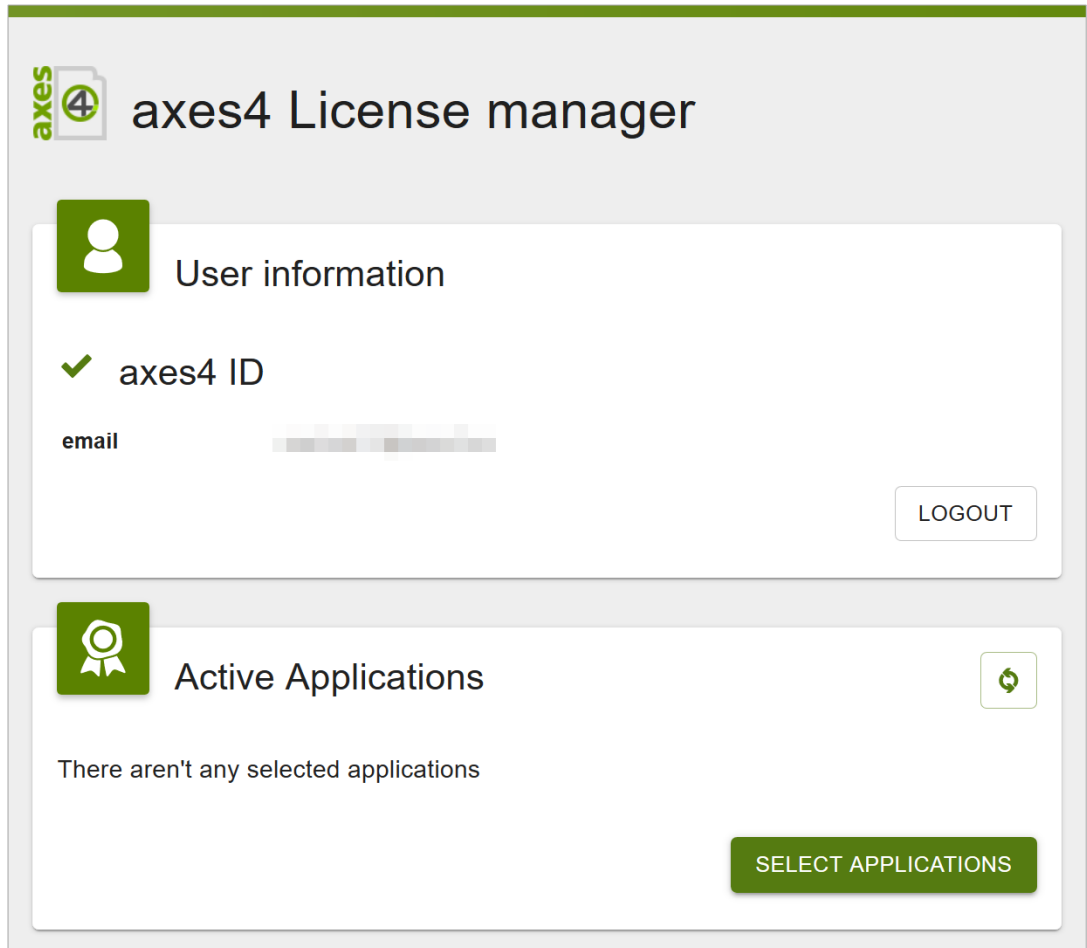 axes4
axes4 License manager
User information
axes4 ID
email
LOGOUT
Active Applications
There aren't any selected applications
SELECT APPLICATIONS